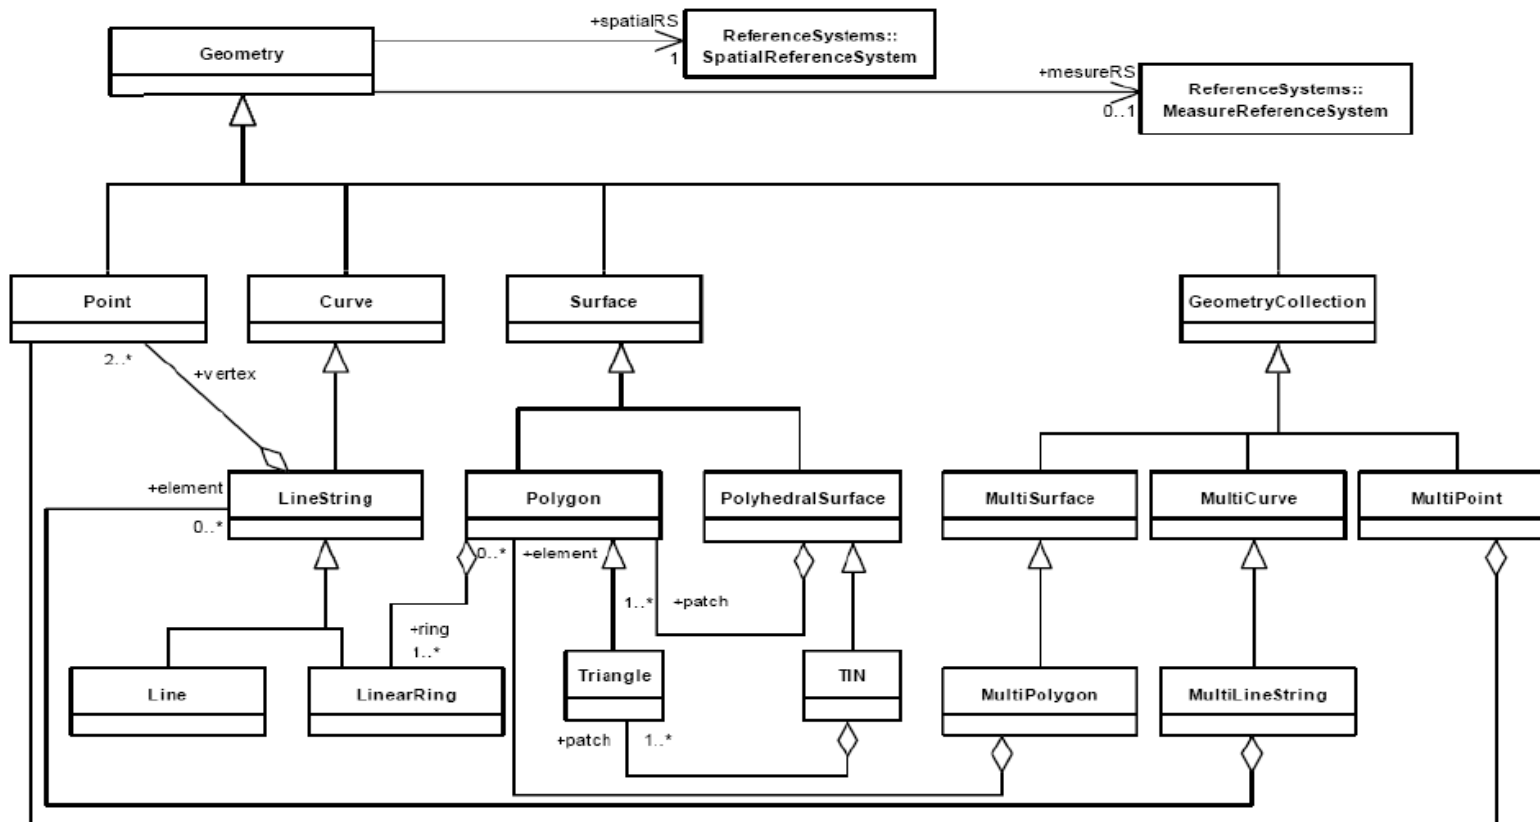 +spatialRS
1
Geometry
ReferenceSystems::
SpatialReferenceSystem
+mesureRS
0..1
ReferenceSystems::
MeasureReferenceSystem
Point
Curve
Surface
GeometryCollection
2..*
+vertex
+element
0..*
LineString
Polygon
PolyhedralSurface
MultiSurface
MultiCurve
MultiPoint
0..*
+element
1..*
+patch
+ring
1..*
Line
LinearRing
Triangle
TIN
MultiPolygon
MultiLineString
+patch
1..*